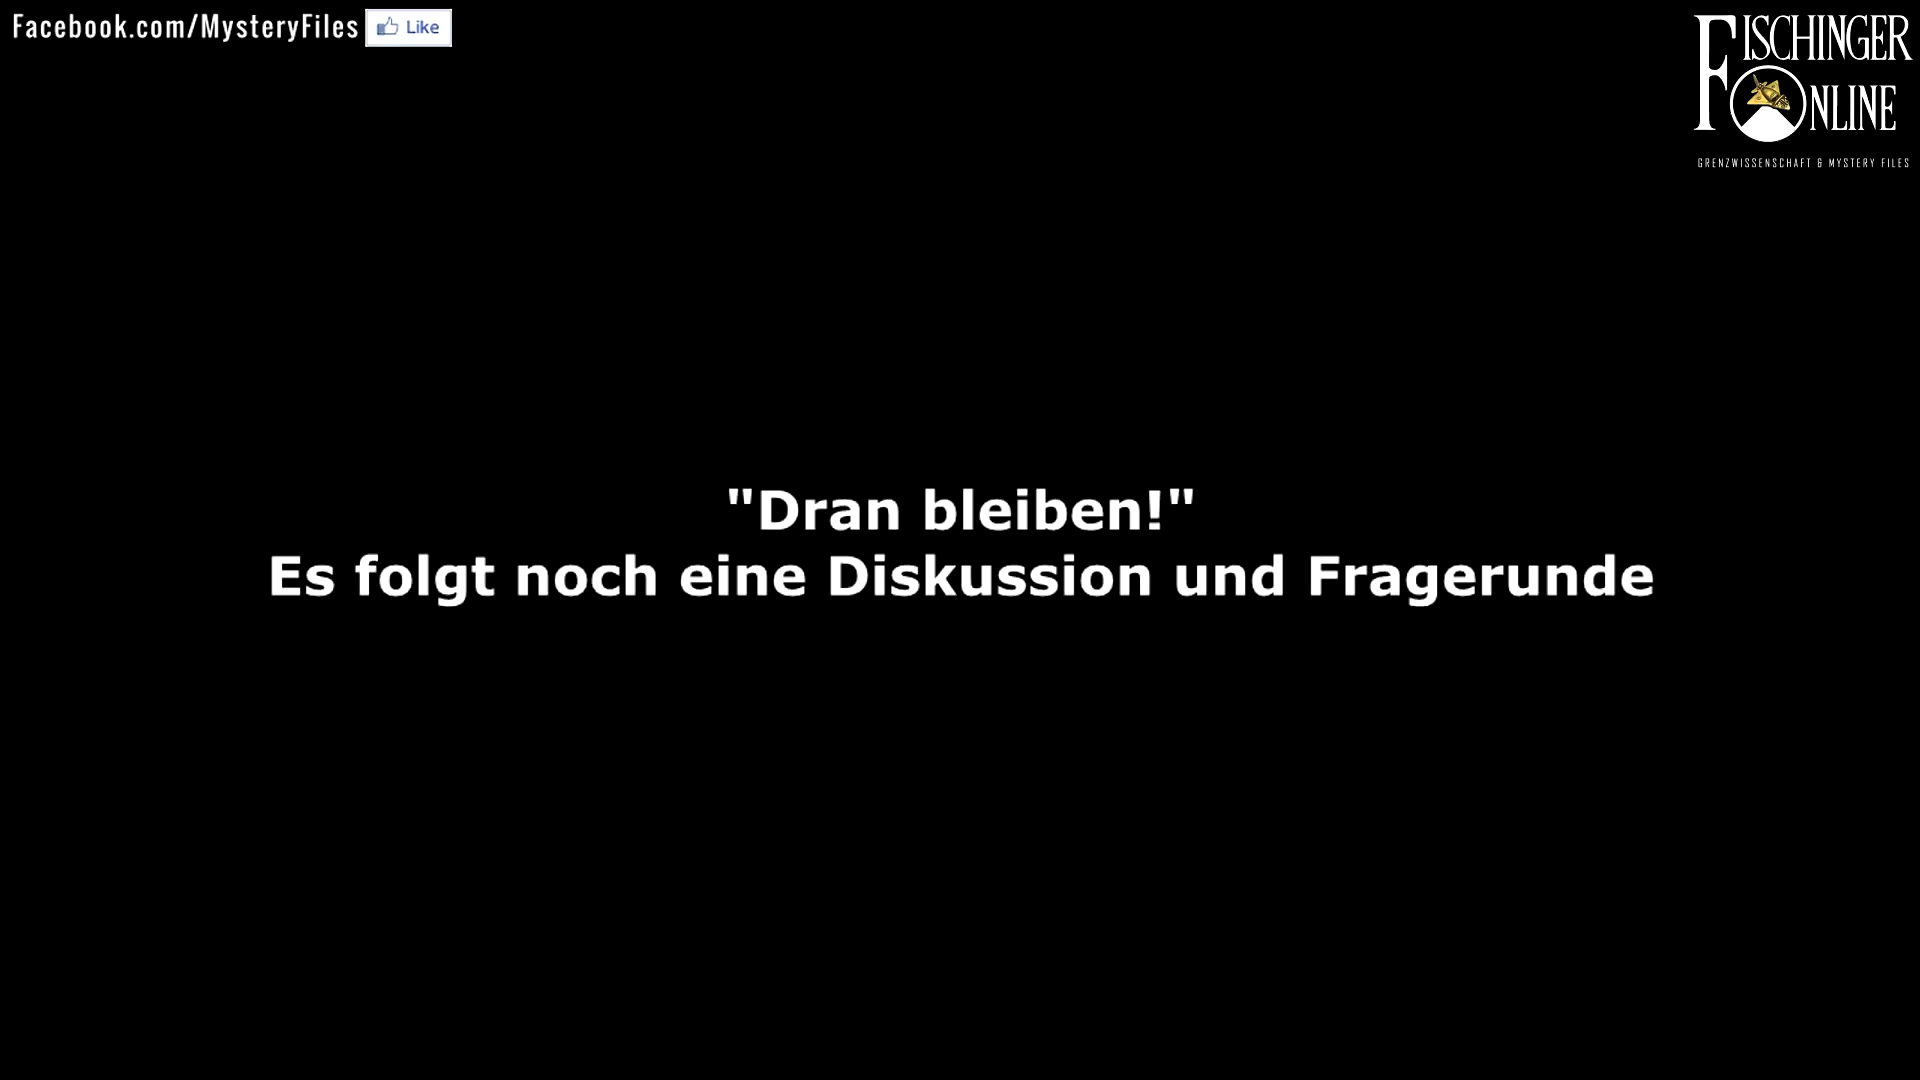 Facebook.com/MysteryFiles Like
FISCHINGER
ONLINE
GRENZWISSENSCHAFT & MYSTERY FILES
"Dran bleiben!"
Es folgt noch eine Diskussion und Fragerunde